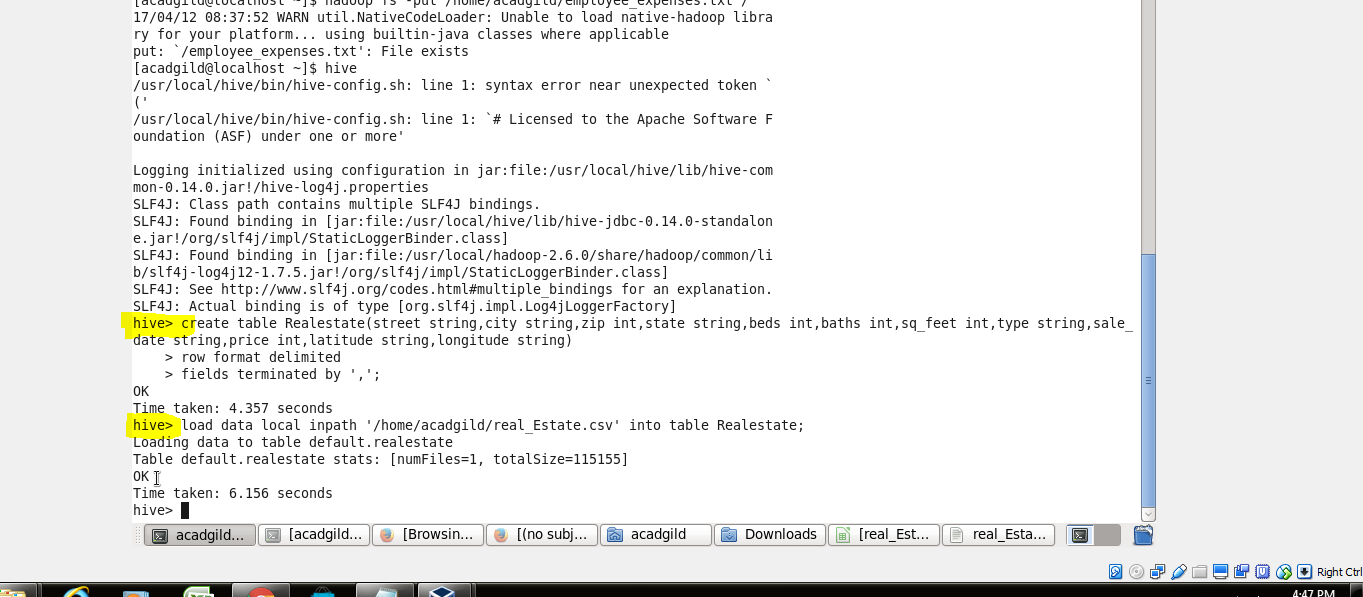 [acadgild@localhost ~]$ hadoop fs -put /home/acadgild/employee_expenses.txt /
17/04/12 08:37:52 WARN util.NativeCodeLoader: Unable to load native-hadoop libra
ry for your platform... using builtin-java classes where applicable
put: `/employee_expenses.txt': File exists
[acadgild@localhost ~]$ hive
/usr/local/hive/bin/hive-config.sh: line 1: syntax error near unexpected token `
('
/usr/local/hive/bin/hive-config.sh: line 1: `# Licensed to the Apache Software F
oundation (ASF) under one or more'
Logging initialized using configuration in jar:file:/usr/local/hive/lib/hive-com
mon-0.14.0.jar!/hive-log4j.properties
SLF4J: Class path contains multiple SLF4J bindings.
SLF4J: Found binding in [jar:file:/usr/local/hive/lib/hive-jdbc-0.14.0-standalon
e.jar!/org/slf4j/impl/StaticLoggerBinder.class]
SLF4J: Found binding in [jar:file:/usr/local/hadoop-2.6.0/share/hadoop/common/li
b/slf4j-log4j12-1.7.5.jar!/org/slf4j/impl/StaticLoggerBinder.class]
SLF4J: See http://www.slf4j.org/codes.html#multiple_bindings for an explanation.
SLF4J: Actual binding is of type [org.slf4j.impl.Log4jLoggerFactory]
hive> create table Realestate(street string,city string,zip int,state string,beds int,baths int,sq_feet int,type string,sale_
date string,price int,latitude string,longitude string)
> row format delimited
> fields terminated by ',';
OK
Time taken: 4.357 seconds
hive> load data local inpath '/home/acadgild/real_Estate.csv' into table Realestate;
Loading data to table default.realestate
Table default.realestate stats: [numFiles=1, totalSize=115155]
OK
Time taken: 6.156 seconds
hive>
acadgild... [acadgild... [Browsin... [(no subj... acadgild Downloads [real_Est... real_Esta...
Right Ctrl
4:47 PM